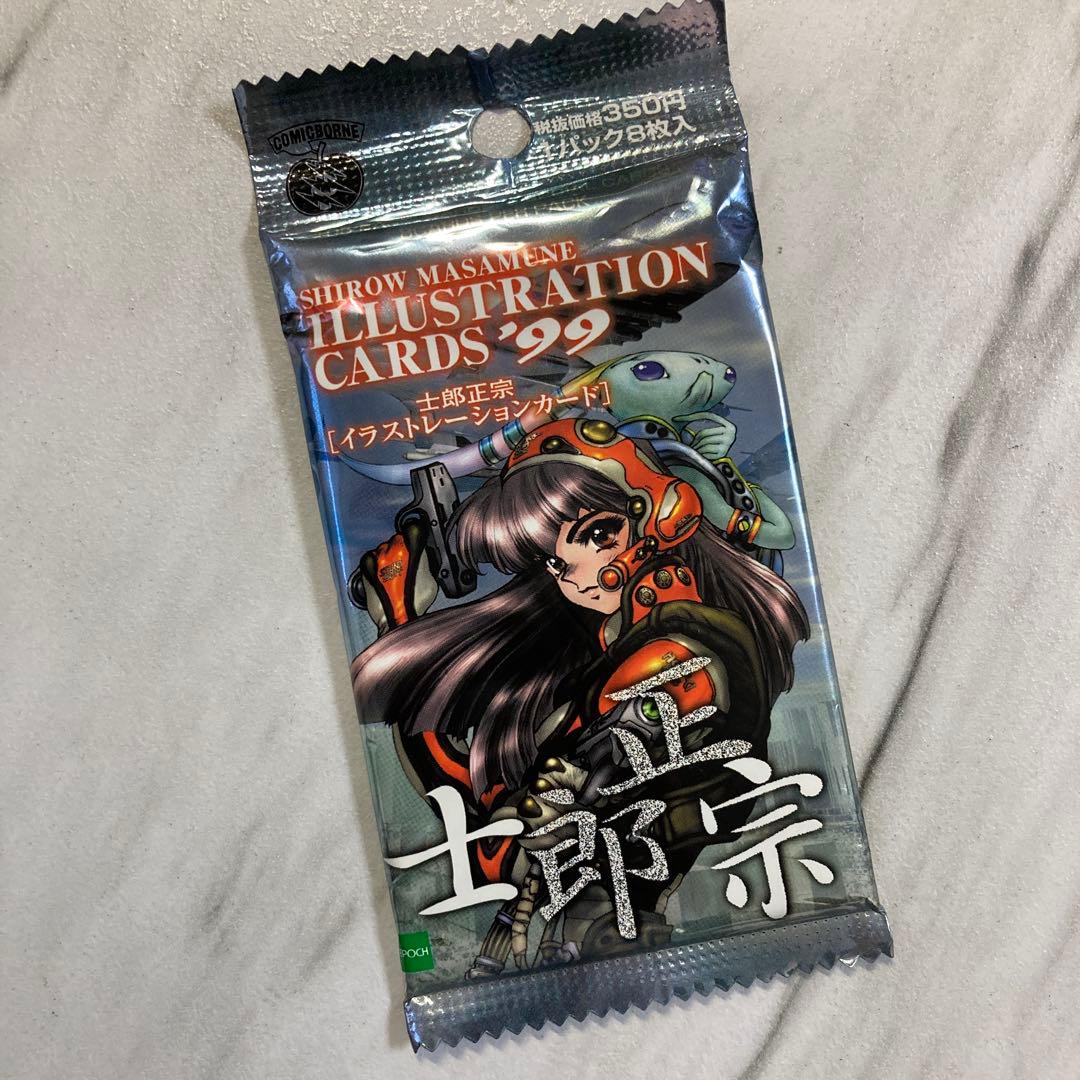 COMICBORNE
税抜価格350円
1パック8枚入
SHIROW MASAMUNE
ILLUSTRATION
CARDS '99
士郎正宗
[イラストレーションカード]
士郎正宗
EPOCH